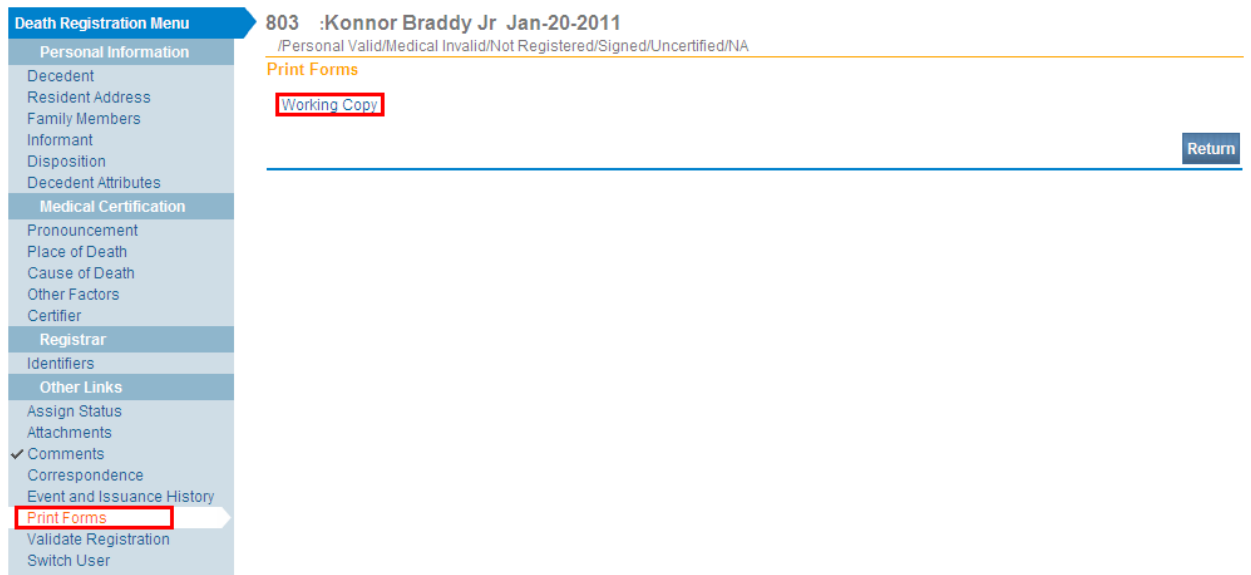 Death Registration Menu
Personal Information
Decedent
Resident Address
Family Members
Informant
Disposition
Decedent Attributes
Medical Certification
Pronouncement
Place of Death
Cause of Death
Other Factors
Certifier
Registrar
Identifiers
Other Links
Assign Status
Attachments
Comments
Correspondence
Event and Issuance History
Print Forms
Validate Registration
Switch User
803 :Konnor Braddy Jr Jan-20-2011
/Personal Valid/Medical Invalid/Not Registered/Signed/Uncertified/NA
Print Forms
Working Copy
Return